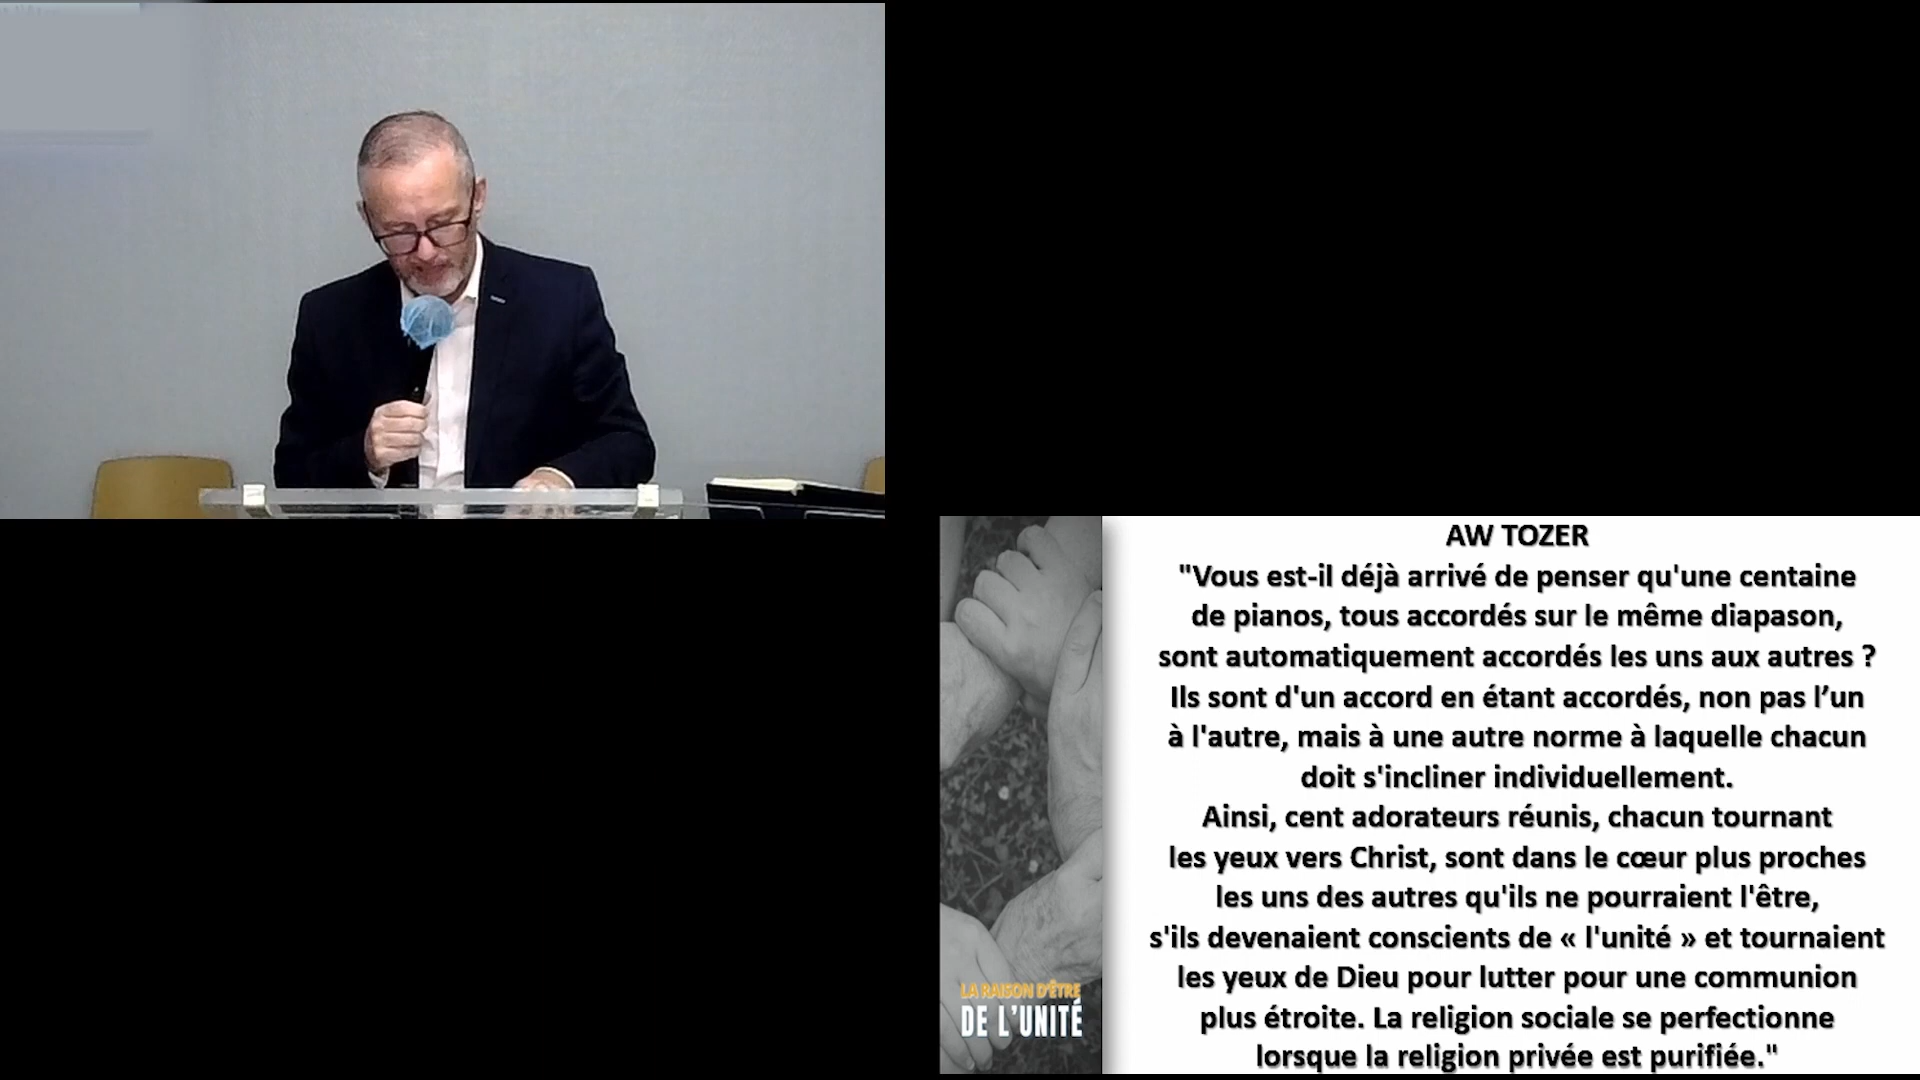 AW TOZER
"Vous est-il déjà arrivé de penser qu'une centaine
de pianos, tous accordés sur le même diapason,
sont automatiquement accordés les uns aux autres ?
Ils sont d'un accord en étant accordés, non pas l’un
à l'autre, mais à une autre norme à laquelle chacun
doit s'incliner individuellement.
Ainsi, cent adorateurs réunis, chacun tournant
les yeux vers Christ, sont dans le cœur plus proches
les uns des autres qu'ils ne pourraient l'être,
s'ils devenaient conscients de « l'unité » et tournaient
les yeux de Dieu pour lutter pour une communion
plus étroite. La religion sociale se perfectionne
lorsque la religion privée est purifiée."
LA RAISON D'ÊTRE
DE L'UNITÉ